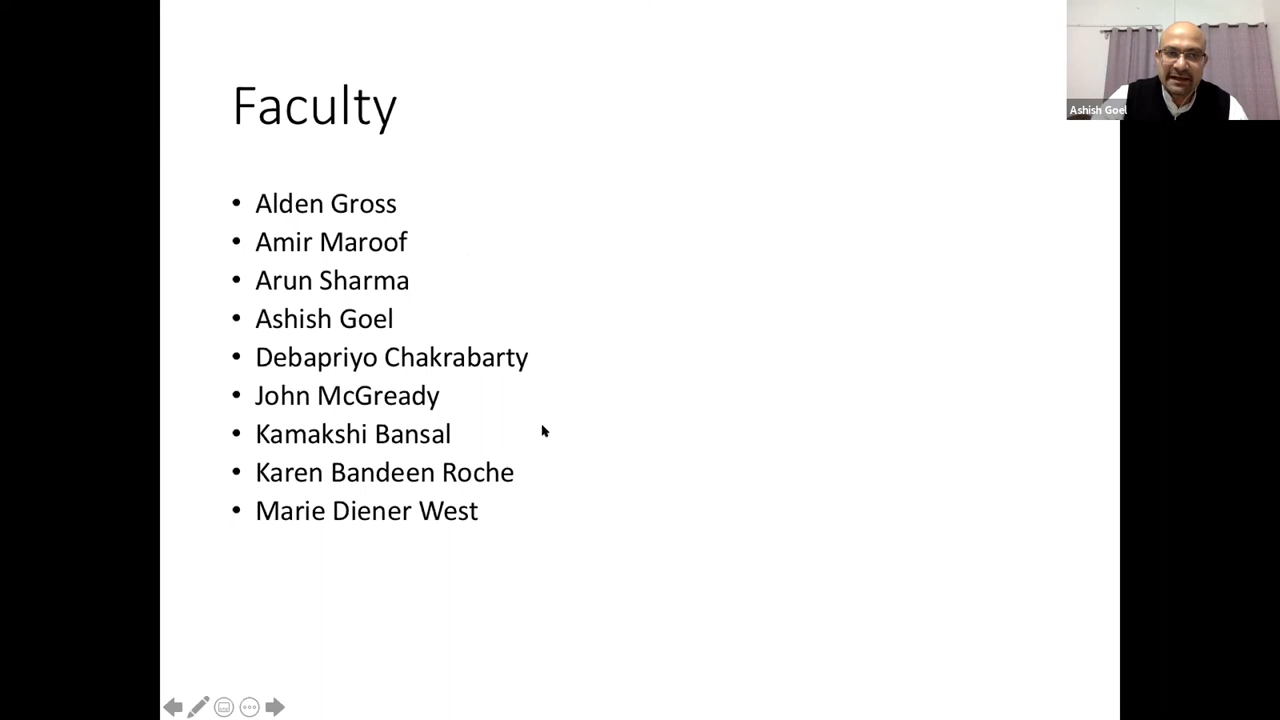 Faculty
• Alden Gross
• Amir Maroof
• Arun Sharma
• Ashish Goel
• Debapriyo Chakrabarty
• John McGready
• Kamakshi Bansal
• Karen Bandeen Roche
• Marie Diener West
Ashish Goel